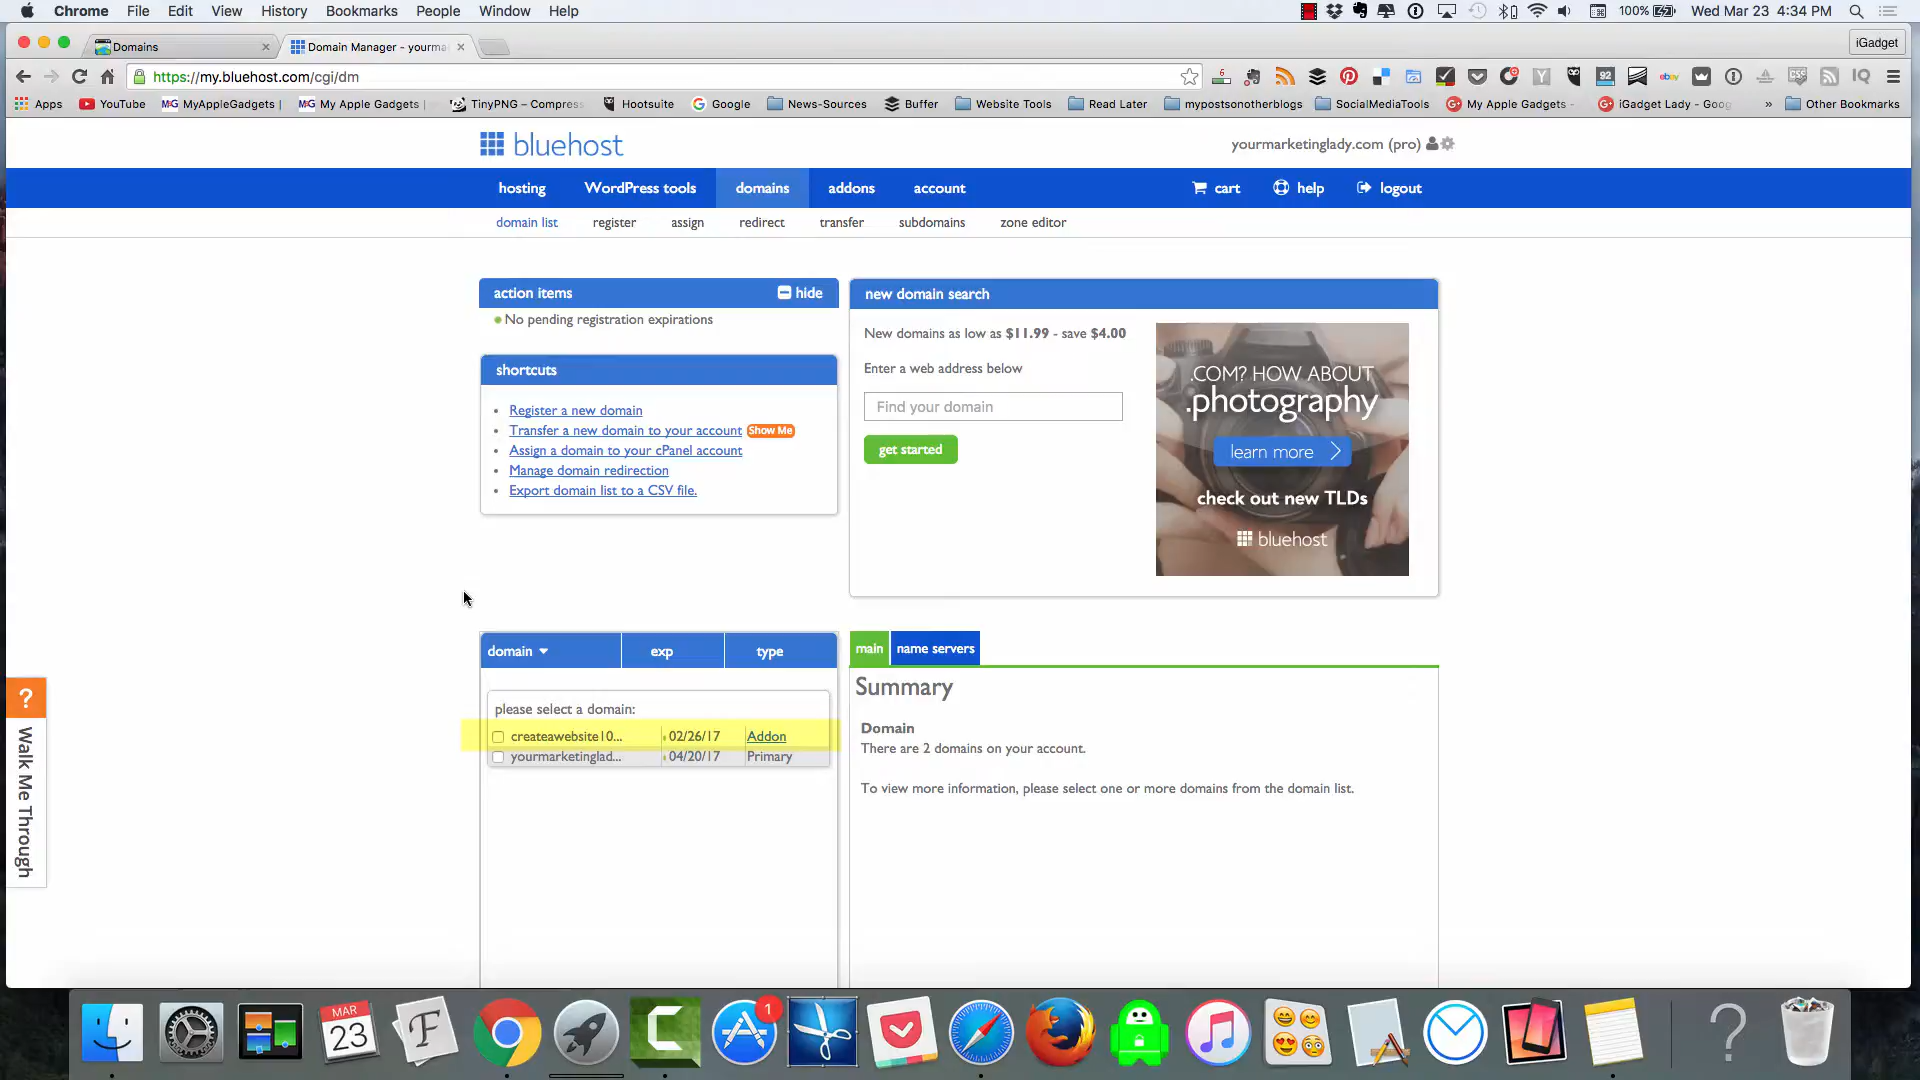 Chrome File Edit View History Bookmarks People Window Help 100% Wed Mar 23 4:34 PM
Domains Domain Manager - yourma iGadget
https://my.bluehost.com/cgi/dm
Apps YouTube MyAppleGadgets | My Apple Gadgets | TinyPNG – Compress Hootsuite Google News-Sources Buffer Website Tools Read Later mypostsonotherblogs SocialMediaTools My Apple Gadgets - iGadget Lady - Goog » Other Bookmarks
bluehost yourmarketinglady.com (pro)
hosting WordPress tools domains addons account cart help logout
domain list register assign redirect transfer subdomains zone editor
action items hide
No pending registration expirations
shortcuts
Register a new domain
Transfer a new domain to your account Show Me
Assign a domain to your cPanel account
Manage domain redirection
Export domain list to a CSV file.
new domain search
New domains as low as $11.99 - save $4.00
Enter a web address below
Find your domain
get started
.COM? HOW ABOUT
.photography
learn more
check out new TLDs
bluehost
domain exp type
please select a domain:
createawebsite10... 02/26/17 Addon
yourmarketinglad... 04/20/17 Primary
main name servers
Summary
Domain
There are 2 domains on your account.
To view more information, please select one or more domains from the domain list.
? Walk Me Through
MAR
23
1